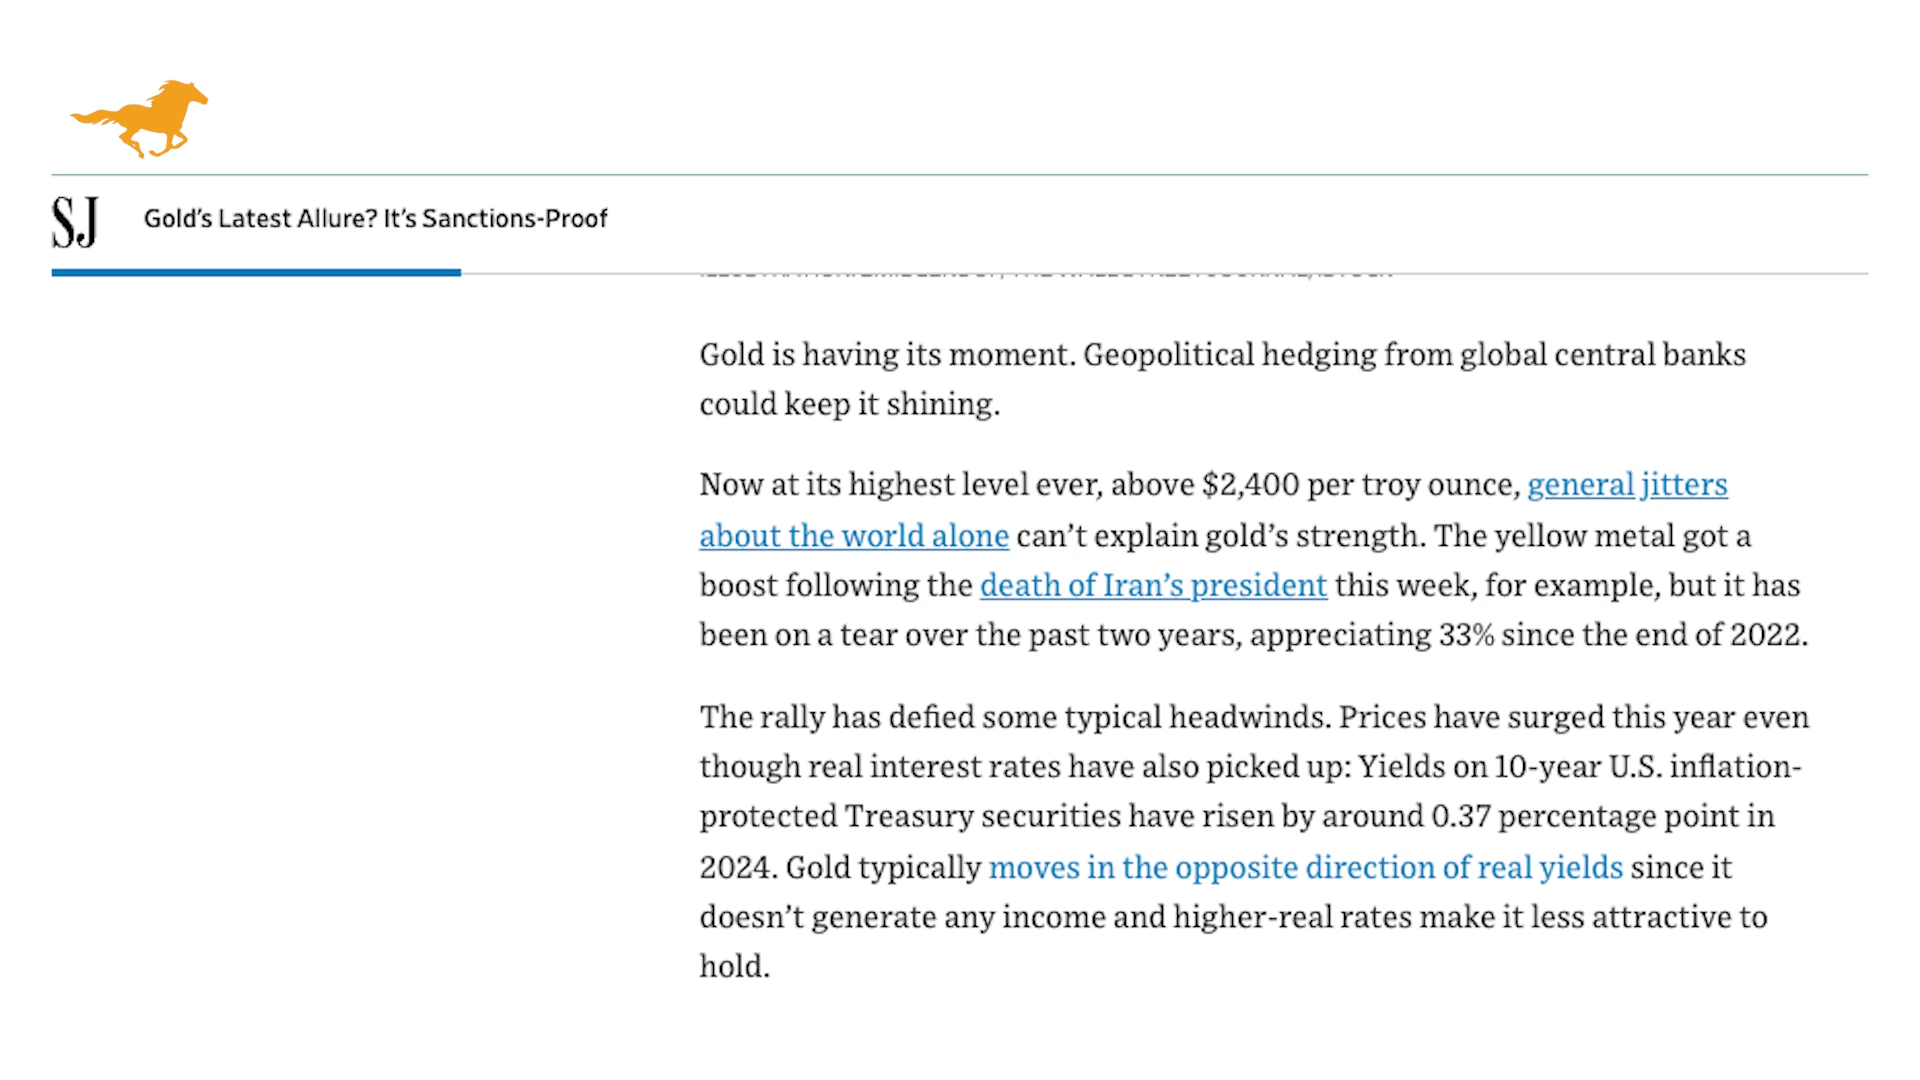 SJ
Gold's Latest Allure? It's Sanctions-Proof
Gold is having its moment. Geopolitical hedging from global central banks
could keep it shining.
Now at its highest level ever, above $2,400 per troy ounce, general jitters
about the world alone can't explain gold's strength. The yellow metal got a
boost following the death of Iran's president this week, for example, but it has
been on a tear over the past two years, appreciating 33% since the end of 2022.
The rally has defied some typical headwinds. Prices have surged this year even
though real interest rates have also picked up: Yields on 10-year U.S. inflation-
protected Treasury securities have risen by around 0.37 percentage point in
2024. Gold typically moves in the opposite direction of real yields since it
doesn't generate any income and higher-real rates make it less attractive to
hold.